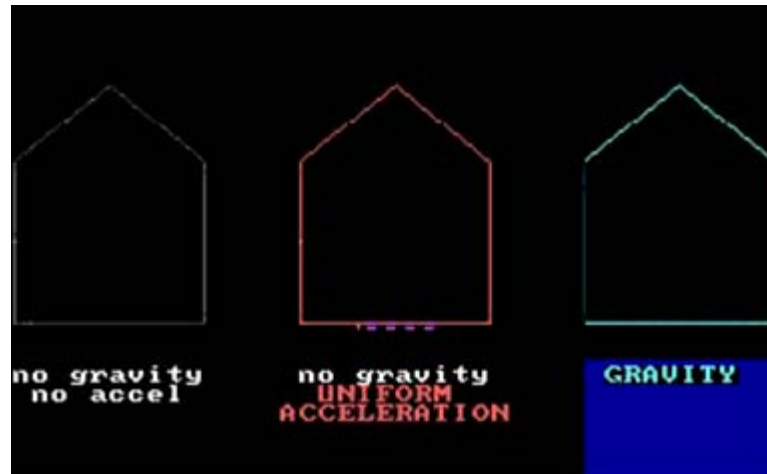 no gravity
no accel
no gravity
UNIFORM
ACCELERATION
GRAVITY